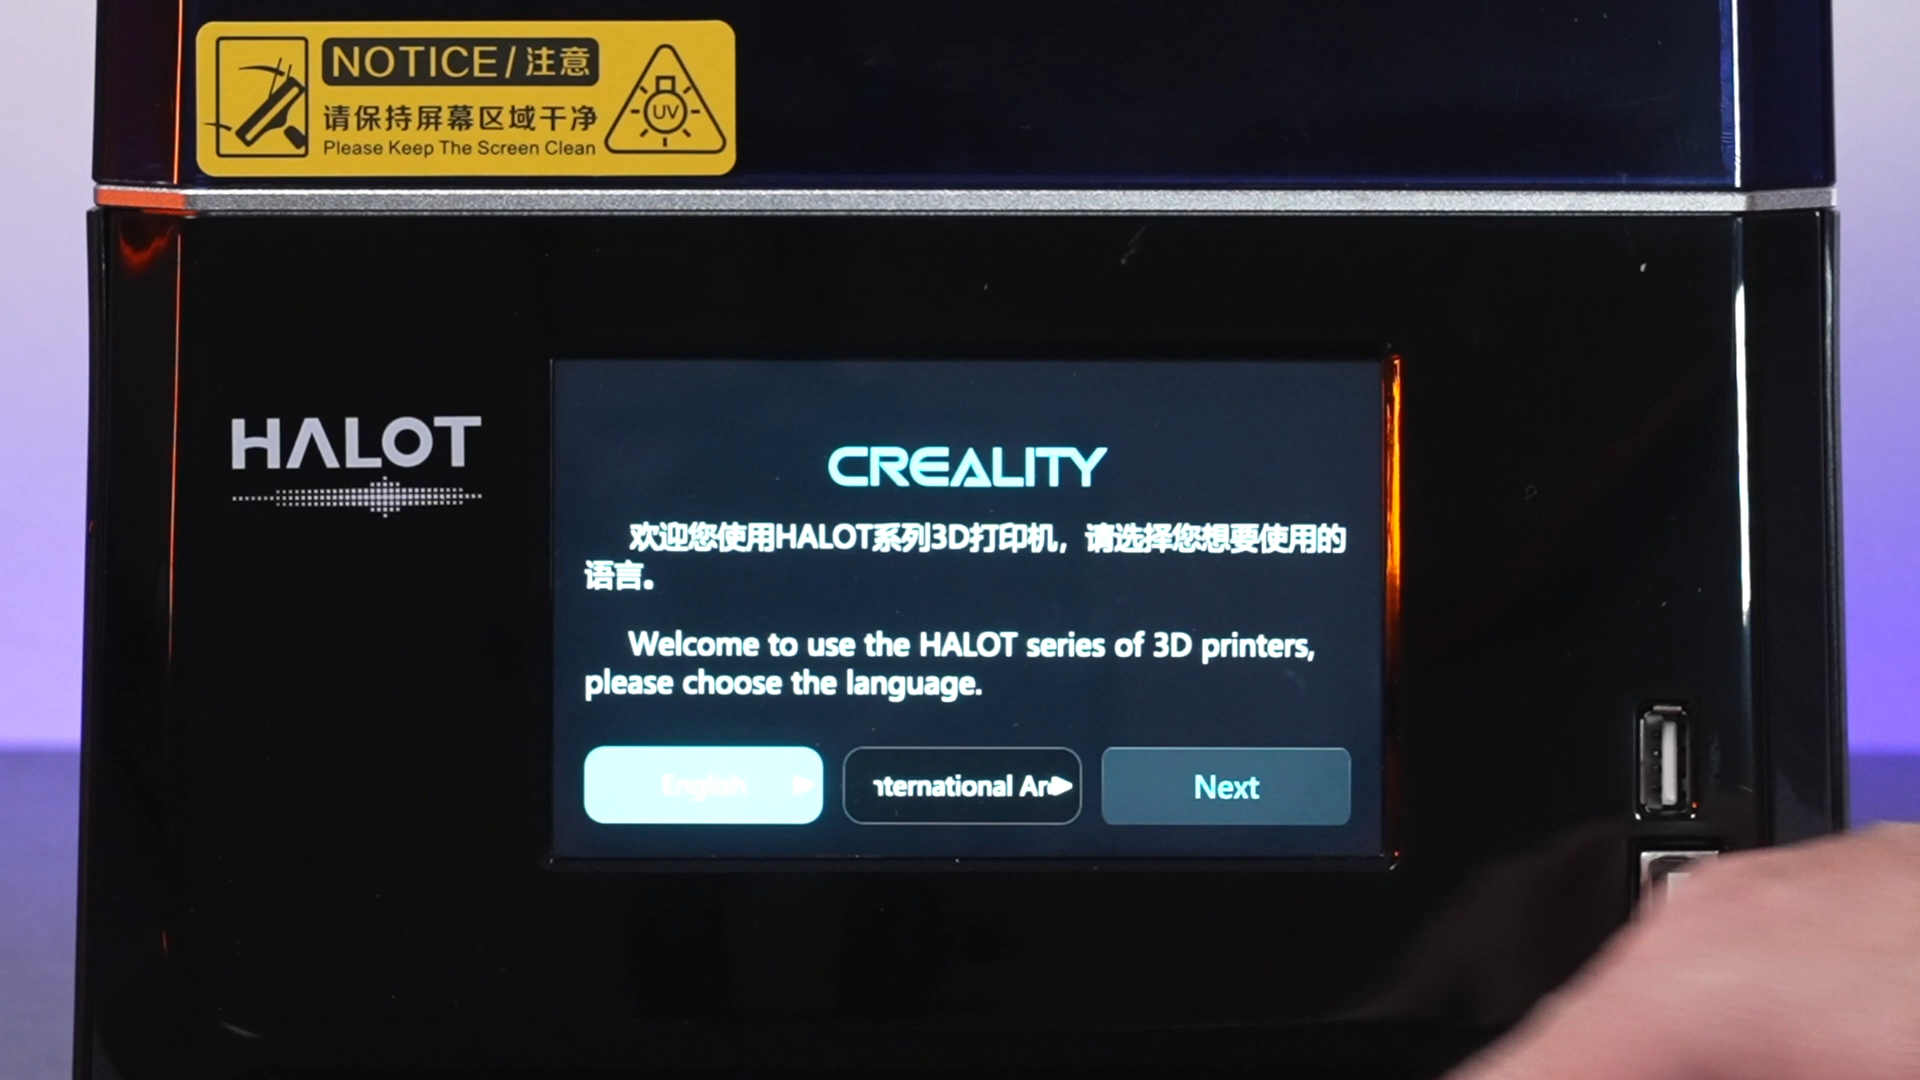 NOTICE/注意
请保持屏幕区域干净
Please Keep The Screen Clean
UV
HALOT
CREALITY
欢迎您使用HALOT系列3D打印机，请选择您想要使用的
语言。
Welcome to use the HALOT series of 3D printers,
please choose the language.
English
nternational Are
Next